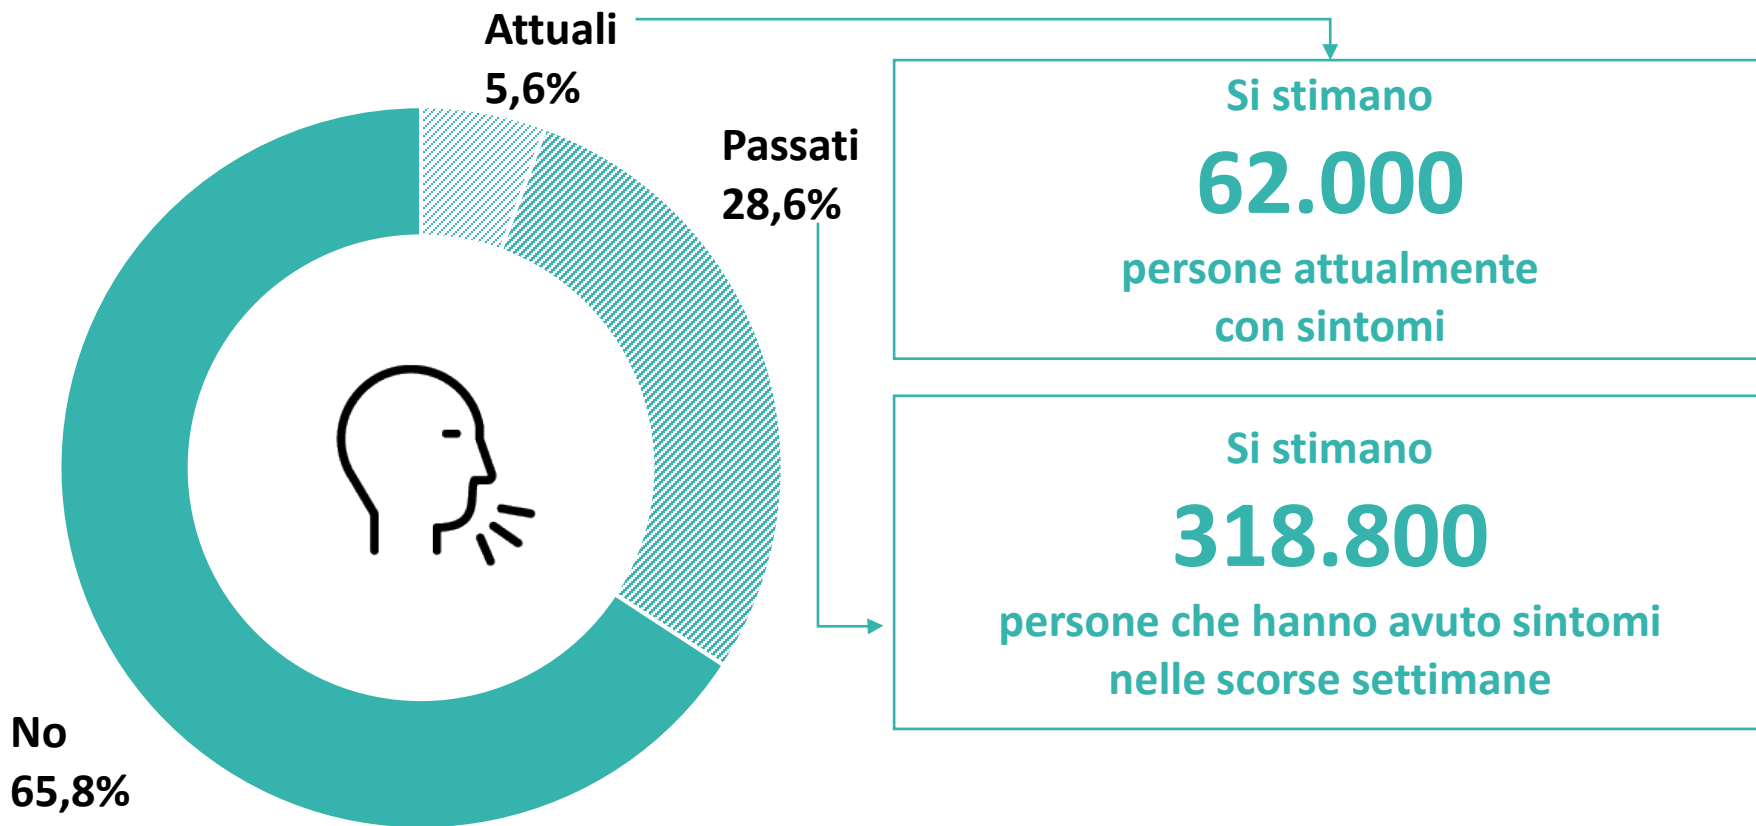 Attuali
5,6%
Passati
28,6%
No
65,8%
Si stimano
62.000
persone attualmente
con sintomi
Si stimano
318.800
persone che hanno avuto sintomi
nelle scorse settimane